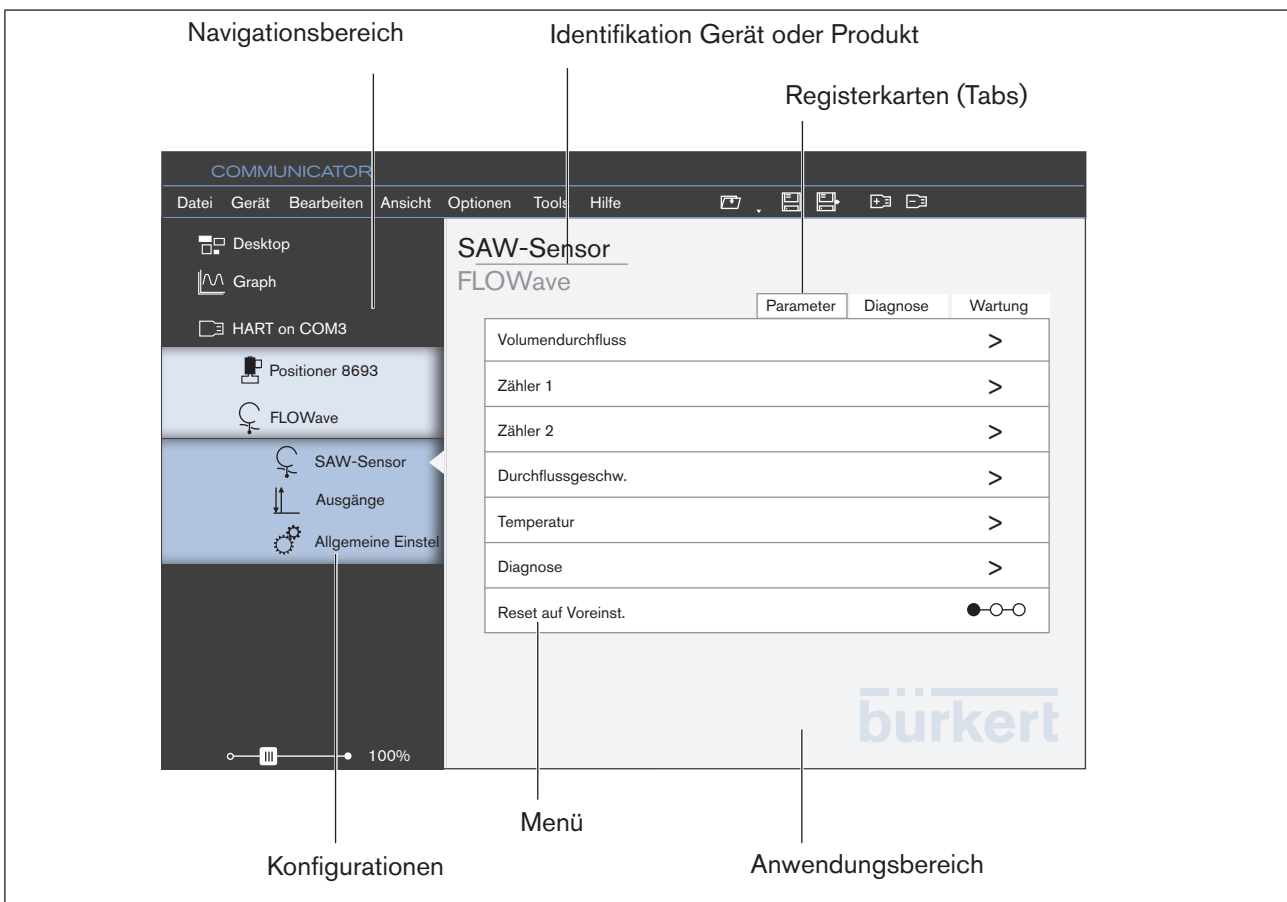 Navigationsbereich
Identifikation Gerät oder Produkt
Registerkarten (Tabs)
COMMUNICATOR
Datei Gerät Bearbeiten Ansicht Optionen Tools Hilfe
Desktop
Graph
HART on COM3
Positioner 8693
FLOWave
SAW-Sensor
Ausgänge
Allgemeine Einstel
100%
SAW-Sensor
FLOWave
Parameter Diagnose Wartung
Volumendurchfluss >
Zähler 1 >
Zähler 2 >
Durchflussgeschw. >
Temperatur >
Diagnose >
Reset auf Voreinst.
bürkert
Menü
Konfigurationen
Anwendungsbereich